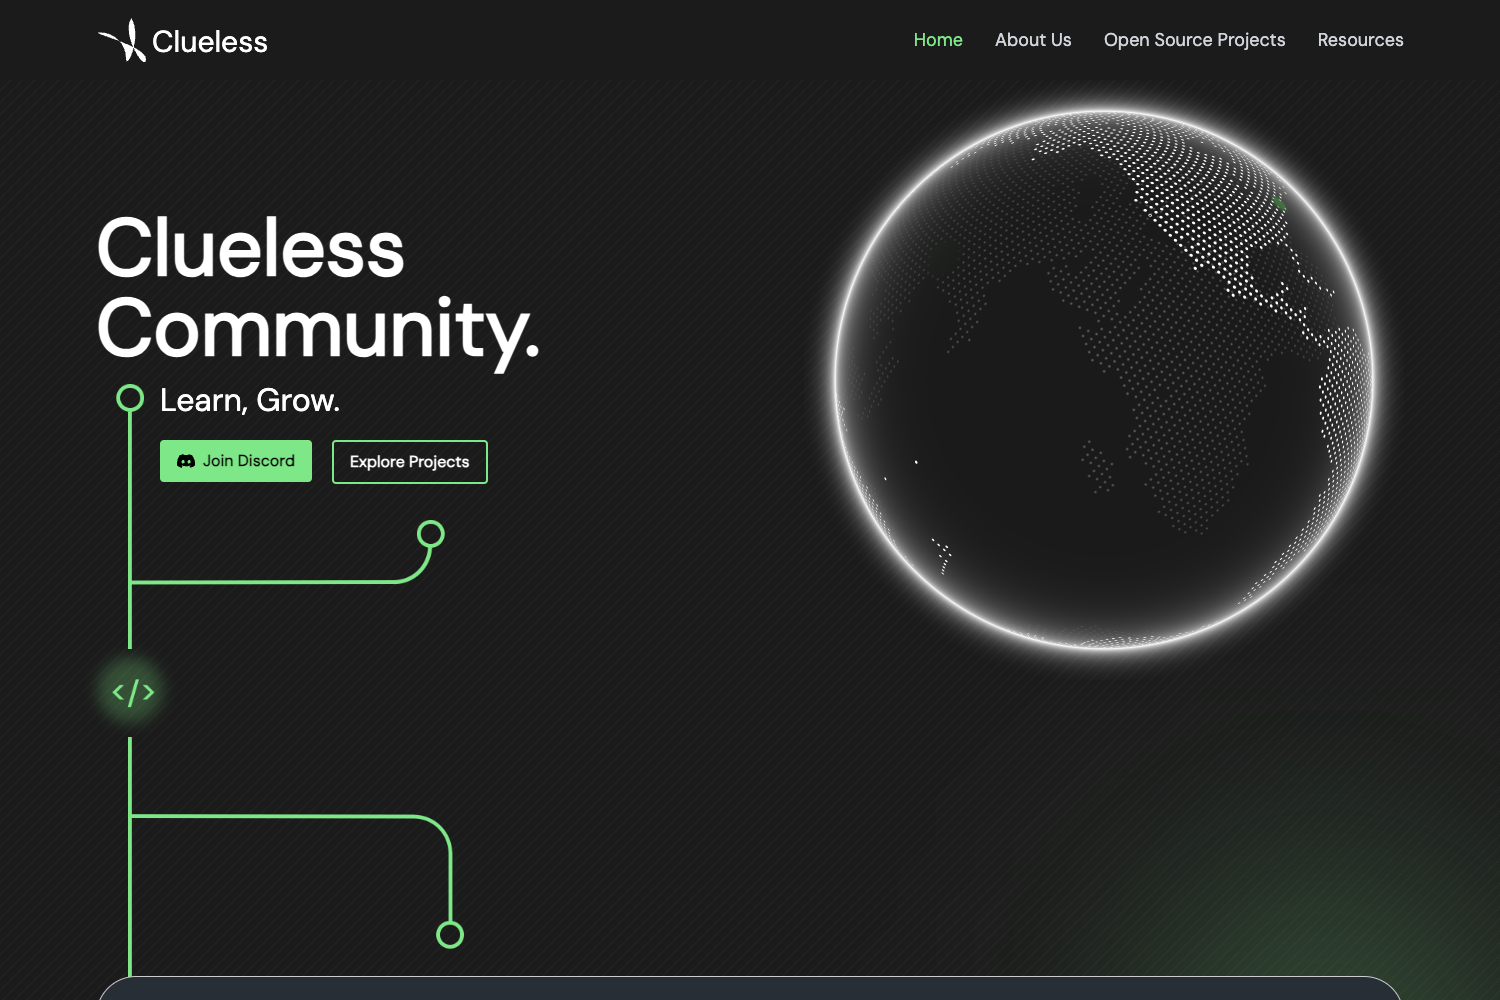 Clueless
Home
About Us
Open Source Projects
Resources
Clueless
Community.
Learn, Grow.
Join Discord
Explore Projects
</>